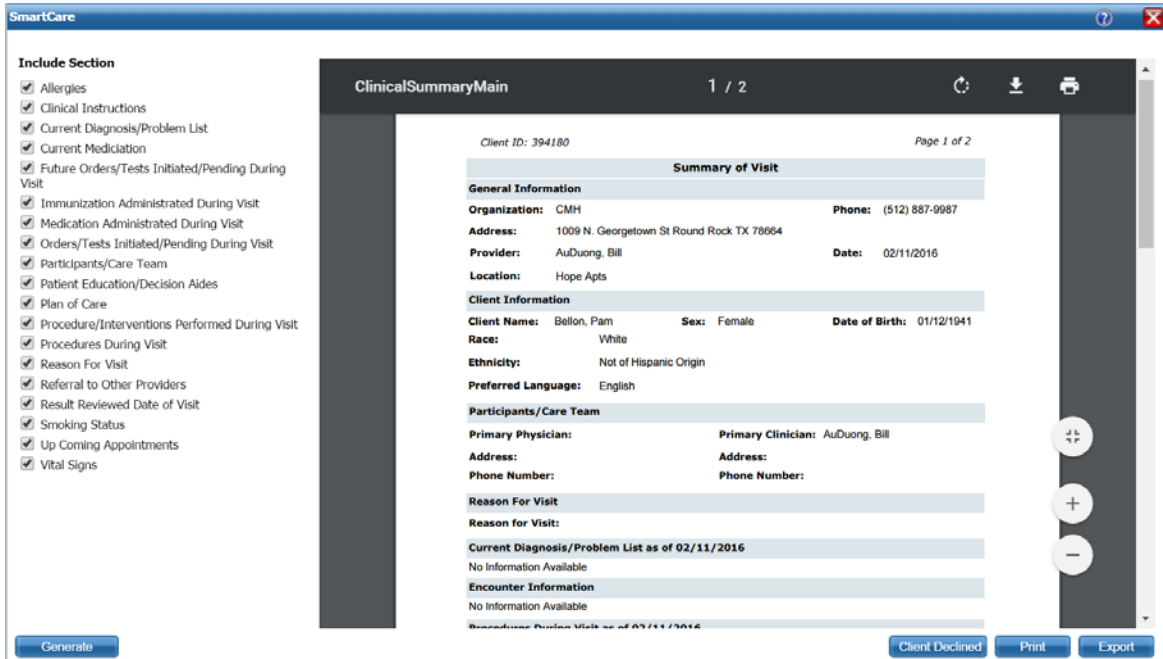 SmartCare
Include Section
Allergies
Clinical Instructions
Current Diagnosis/Problem List
Current Mediciation
Future Orders/Tests Initiated/Pending During
Visit
Immunization Administrated During Visit
Medication Administrated During Visit
Orders/Tests Initiated/Pending During Visit
Participants/Care Team
Patient Education/Decision Aides
Plan of Care
Procedure/Interventions Performed During Visit
Procedures During Visit
Reason For Visit
Referral to Other Providers
Result Reviewed Date of Visit
Smoking Status
Up Coming Appointments
Vital Signs
ClinicalSummaryMain 1 / 2
Client ID: 394180 Page 1 of 2
Summary of Visit
General Information
Organization: CMH Phone: (512) 887-9987
Address: 1009 N. Georgetown St Round Rock TX 78664
Provider: AuDuong, Bill Date: 02/11/2016
Location: Hope Apts
Client Information
Client Name: Bellon, Pam Sex: Female Date of Birth: 01/12/1941
Race: White
Ethnicity: Not of Hispanic Origin
Preferred Language: English
Participants/Care Team
Primary Physician: Primary Clinician: AuDuong, Bill
Address: Address:
Phone Number: Phone Number:
Reason For Visit
Reason for Visit:
Current Diagnosis/Problem List as of 02/11/2016
No Information Available
Encounter Information
No Information Available
Procedures During Visit as of 02/11/2016
Generate Client Declined Print Export